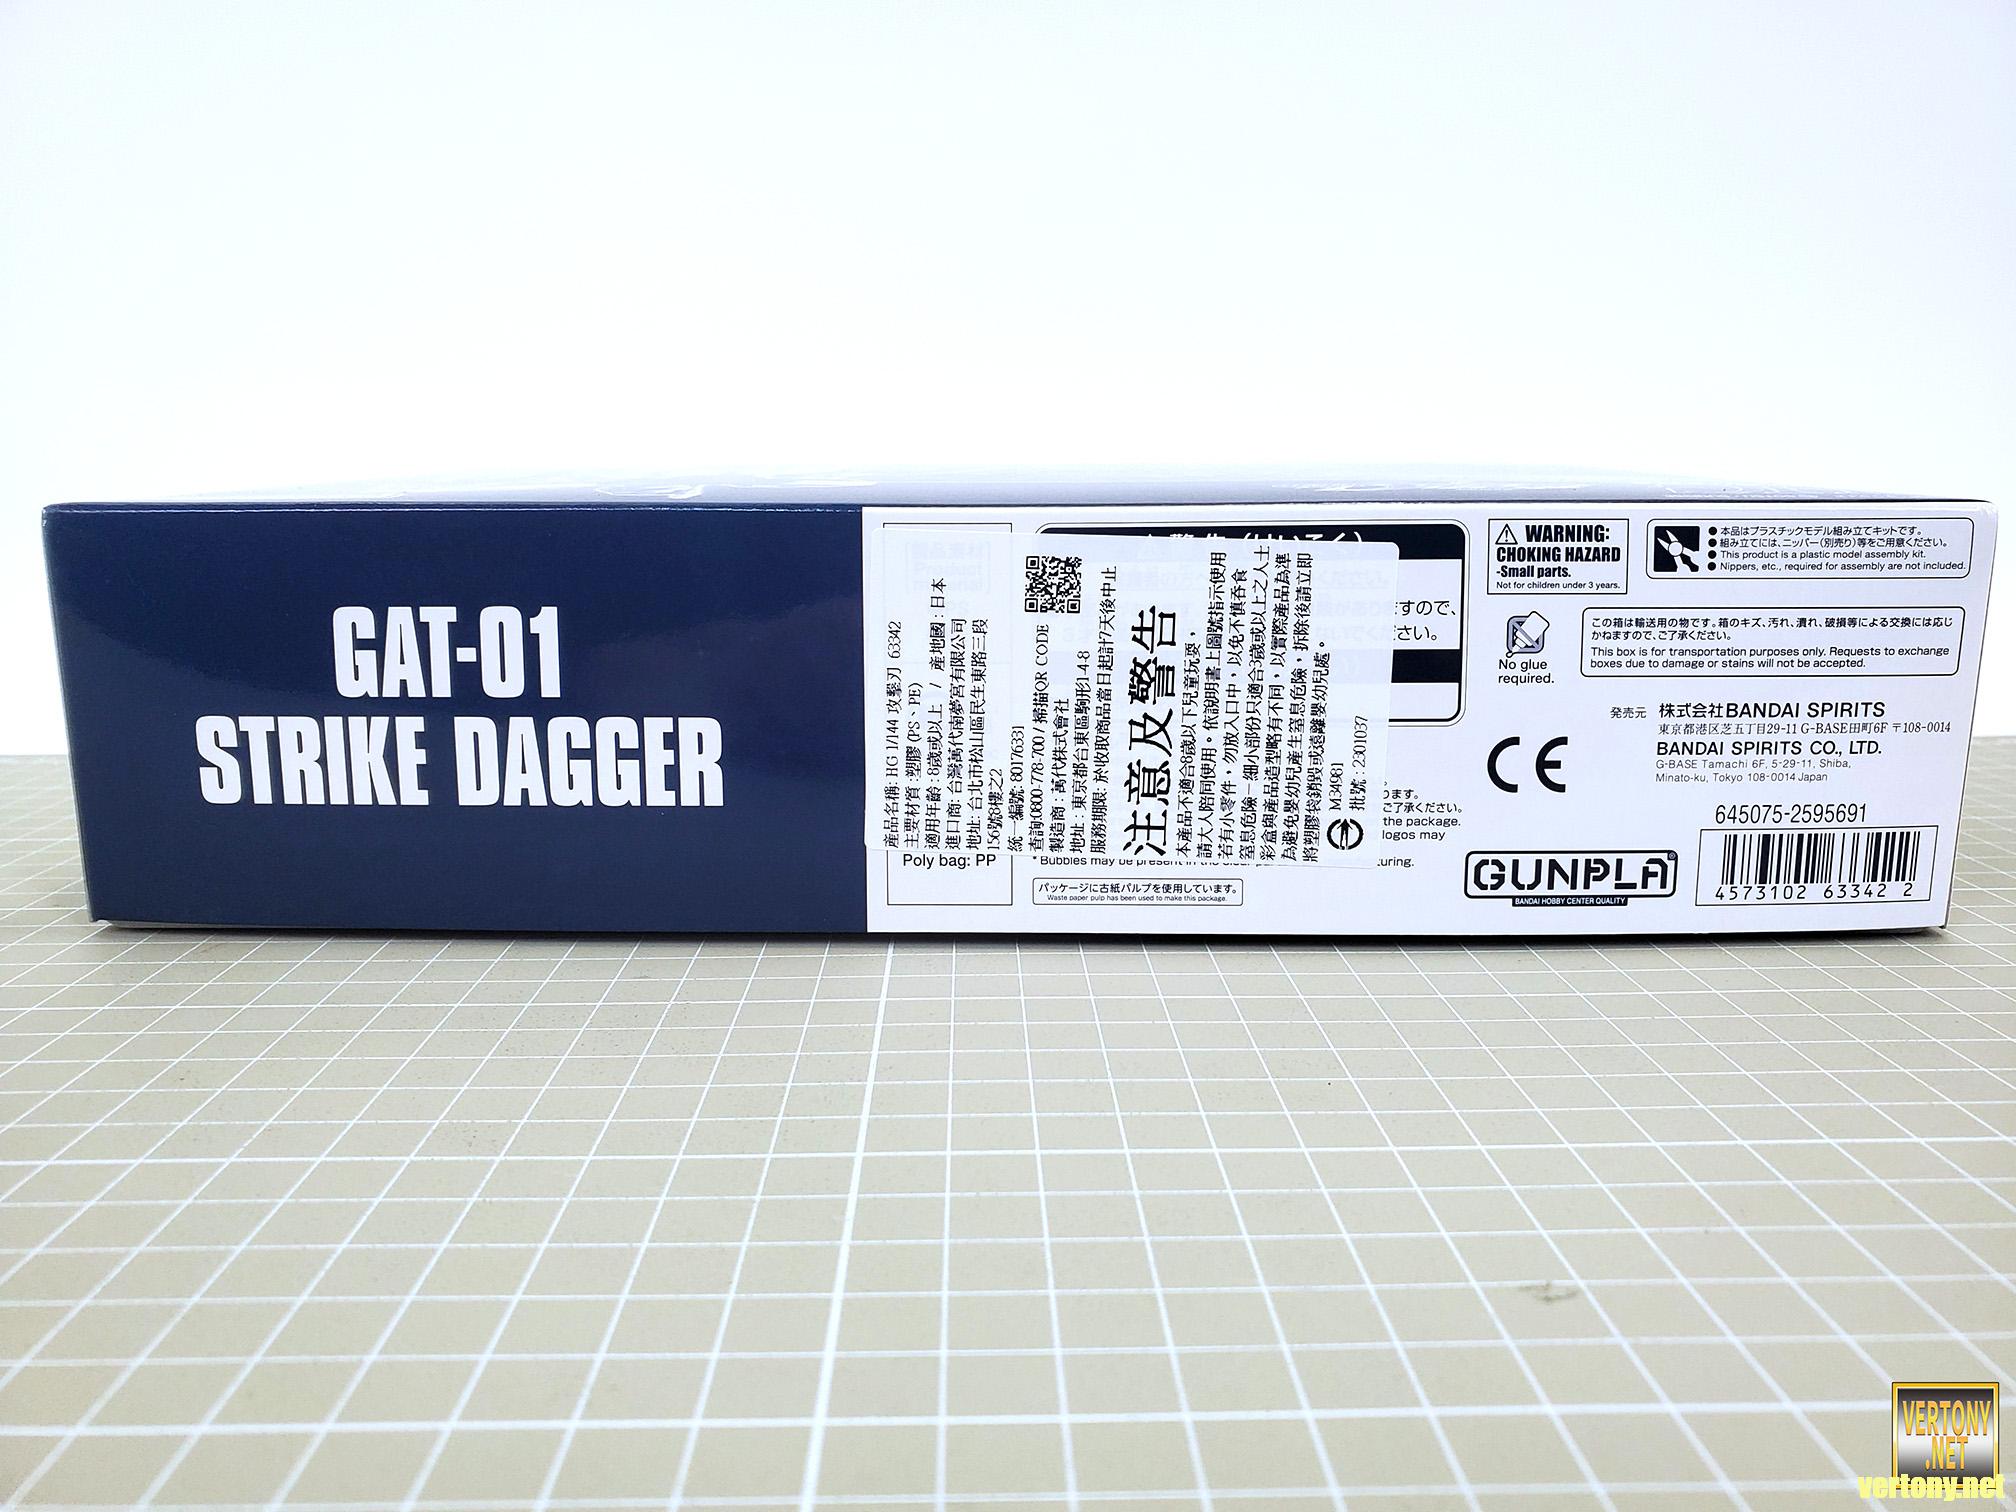 GAT-01
STRIKE DAGGER
Poly bag: PP
產品名稱: HG 1/144 攻擊刃 63342
主要材質 : 塑膠 (PS、PE)
適用年齡 : 8歲或以上 / 產地國 : 日本
進口商: 台灣萬代南夢宮有限公司
地址 : 台北市松山區民生東路三段
156號8樓之2
統一編號: 80176331
查詢:0800-778-700 / 掃描QR CODE
製造商 : 萬代株式會社
地址 : 東京都台東區駒形1-4-8
服務期限: 於收取商品當日起計7天後中止
注意及警告
本產品不適合8歲以下兒童玩耍，
請大人陪同使用。依說明書上圖號指示使用
若有小零件，勿放入口中，以免不慎吞食
窒息危險－細小部份只適合3歲或以上之人士
彩盒與產品造型略有不同，以實際產品為準
為避免嬰幼兒產生窒息危險，拆除後請立即
將塑膠袋銷毀或遠離嬰幼兒處。
M34981
批號 : 2301037
すので、
さい。
ります。
ご了承ください。
the package.
logos may
* Bubbles may be present in
uring.
パッケージに古紙パルプを使用しています。
Waste paper pulp has been used to make this package.
WARNING:
CHOKING HAZARD
-Small parts.
Not for children under 3 years.
● 本品はプラスチックモデル組み立てキットです。
● 組み立てには、ニッパー(別売り)等をご用意ください。
● This product is a plastic model assembly kit.
● Nippers, etc., required for assembly are not included.
No glue
required.
この箱は輸送用の物です。箱のキズ、汚れ、潰れ、破損等による交換には応じ
かねますので、ご了承ください。
This box is for transportation purposes only. Requests to exchange
boxes due to damage or stains will not be accepted.
発売元 株式会社BANDAI SPIRITS
東京都港区芝五丁目29-11 G-BASE田町6F 〒108-0014
BANDAI SPIRITS CO., LTD.
G-BASE Tamachi 6F, 5-29-11, Shiba,
Minato-ku, Tokyo 108-0014 Japan
CE
645075-2595691
4573102 63342 2
GUNPLA
BANDAI HOBBY CENTER QUALITY
VERTONY
.NET
vertony.net